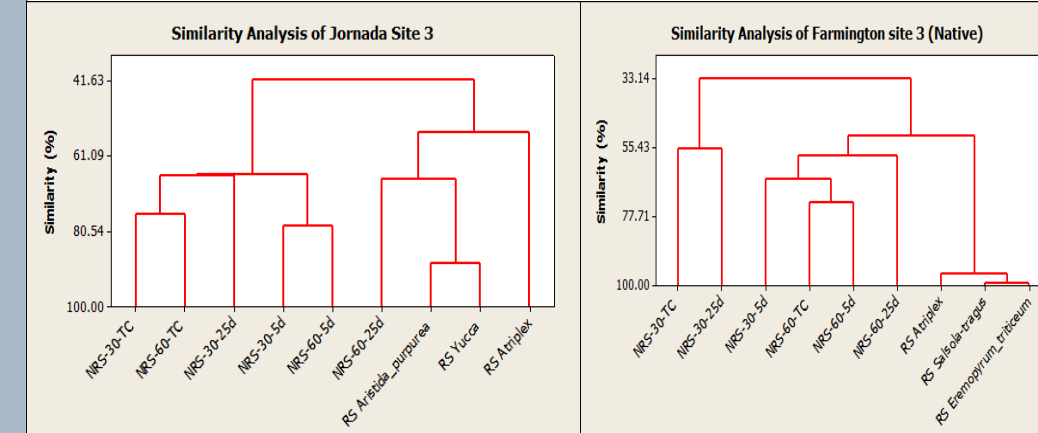 Similarity Analysis of Jornada Site 3
Similarity (%)
41.63
61.09
80.54
100.00
NRS-30-TC
NRS-60-TC
NRS-30-25d
NRS-30-5d
NRS-60-5d
NRS-60-25d
RS Aristida_purpurea
RS Yucca
RS Atriplex
Similarity Analysis of Farmington site 3 (Native)
Similarity (%)
33.14
55.43
77.71
100.00
NRS-30-TC
NRS-30-25d
NRS-30-5d
NRS-60-TC
NRS-60-5d
NRS-60-25d
RS Atriplex
RS Salsola-tragus
RS Eremopyrum_triticeum